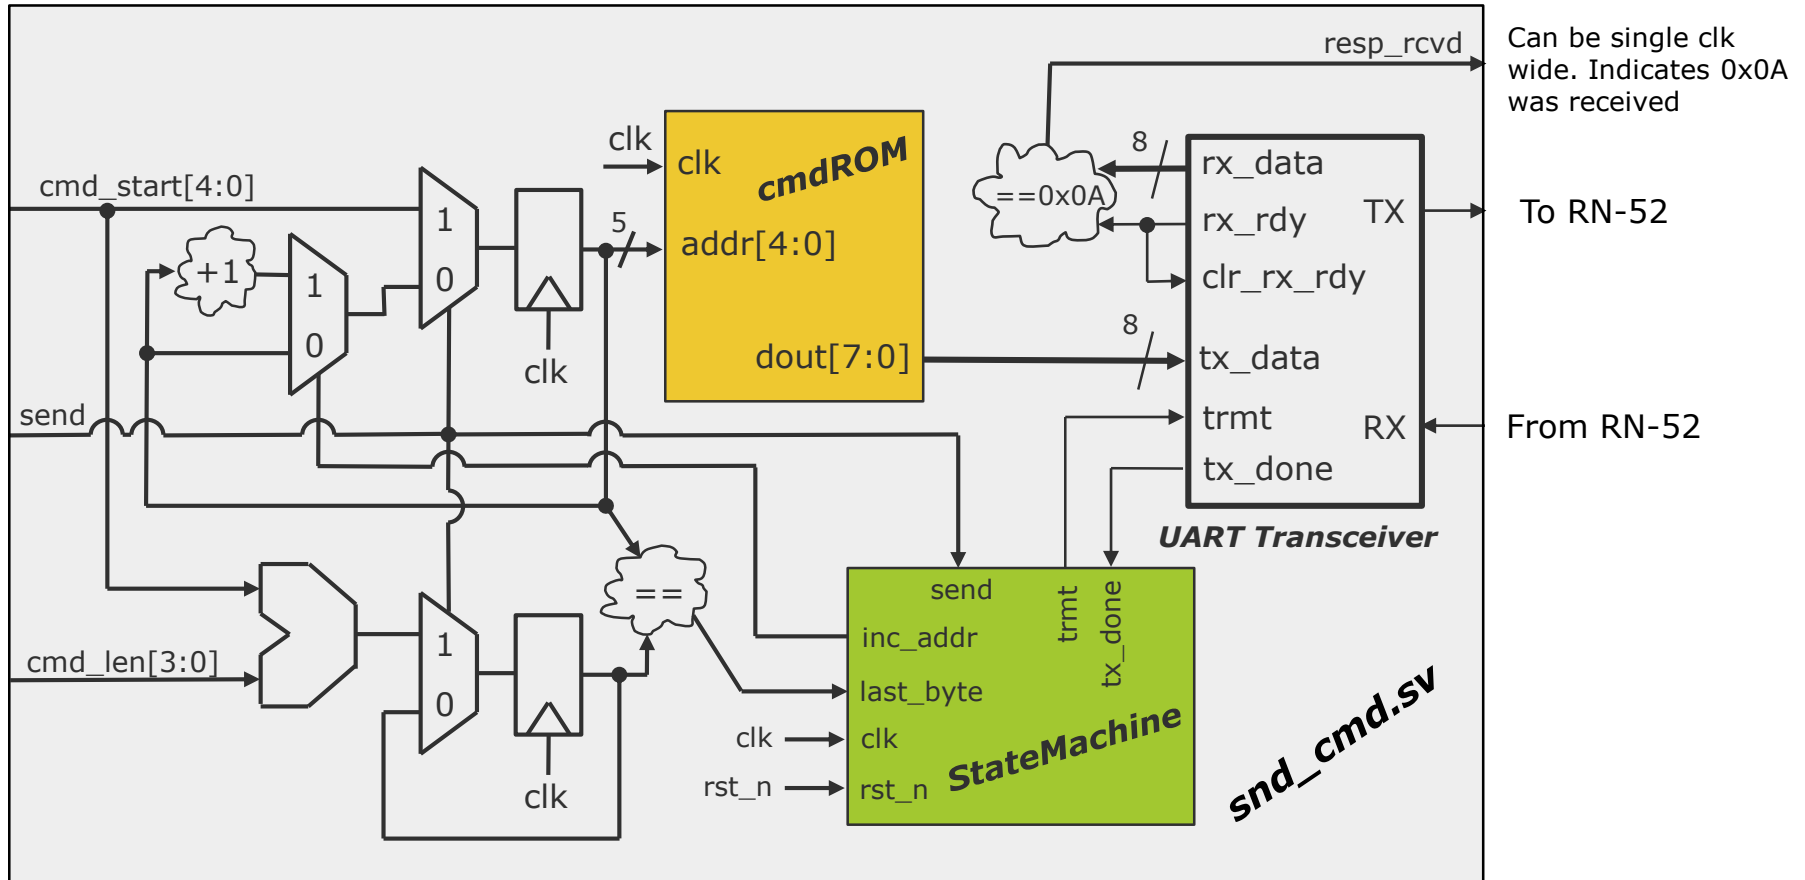 resp_rcvd
Can be single clk
wide. Indicates 0x0A
was received
clk
clk
cmdROM
8
rx_data
cmd_start[4:0]
1
5
==0x0A
rx_rdy
TX
To RN-52
+1
1
0
addr[4:0]
clr_rx_rdy
0
8
clk
dout[7:0]
tx_data
send
trmt
RX
From RN-52
tx_done
UART Transceiver
==
send
trmt
tx_done
1
inc_addr
cmd_len[3:0]
0
last_byte
clk
clk
StateMachine
snd_cmd.sv
rst_n
rst_n
clk